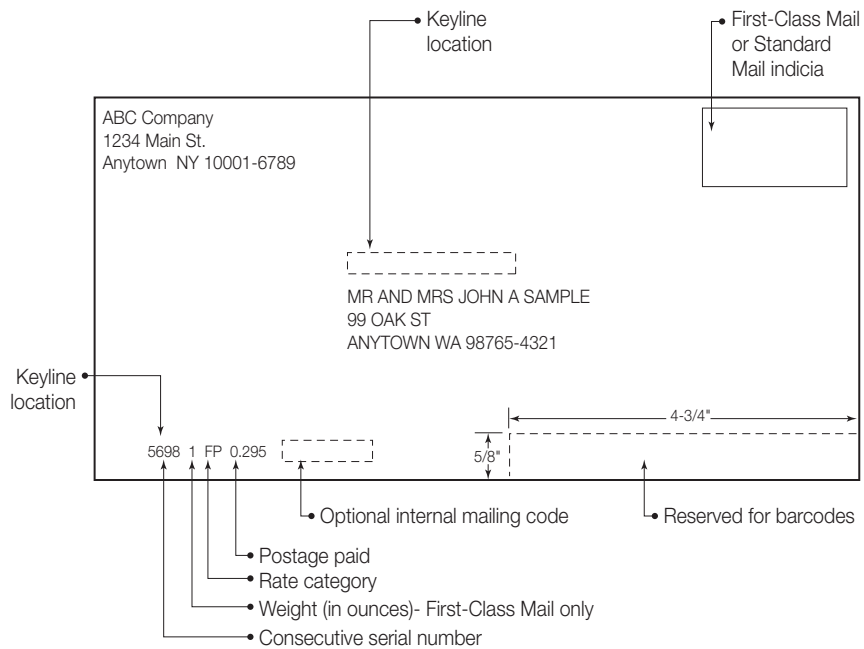 Keyline
location
First-Class Mail
or Standard
Mail indicia
ABC Company
1234 Main St.
Anytown NY 10001-6789
MR AND MRS JOHN A SAMPLE
99 OAK ST
ANYTOWN WA 98765-4321
Keyline
location
4-3/4"
5698 1 FP 0.295
5/8"
Optional internal mailing code
Reserved for barcodes
Postage paid
Rate category
Weight (in ounces)- First-Class Mail only
Consecutive serial number